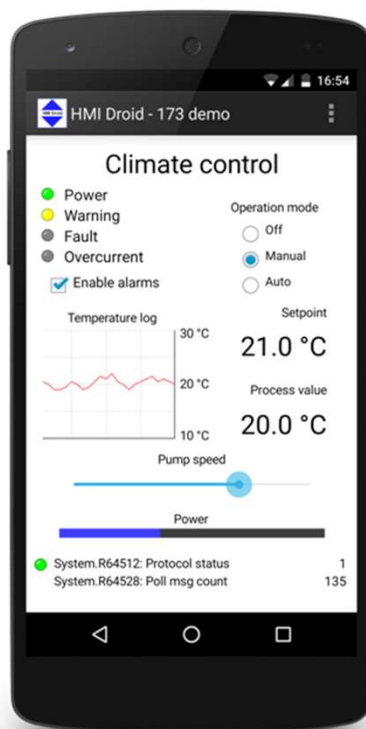 16:54
HMI Droid
HMI Droid - 173 demo
Climate control
Power
Warning
Fault
Overcurrent
Enable alarms
Operation mode
Off
Manual
Auto
Temperature log
30 °C
20 °C
10 °C
Setpoint
21.0 °C
Process value
20.0 °C
Pump speed
Power
System.R64512: Protocol status 1
System.R64528: Poll msg count 135